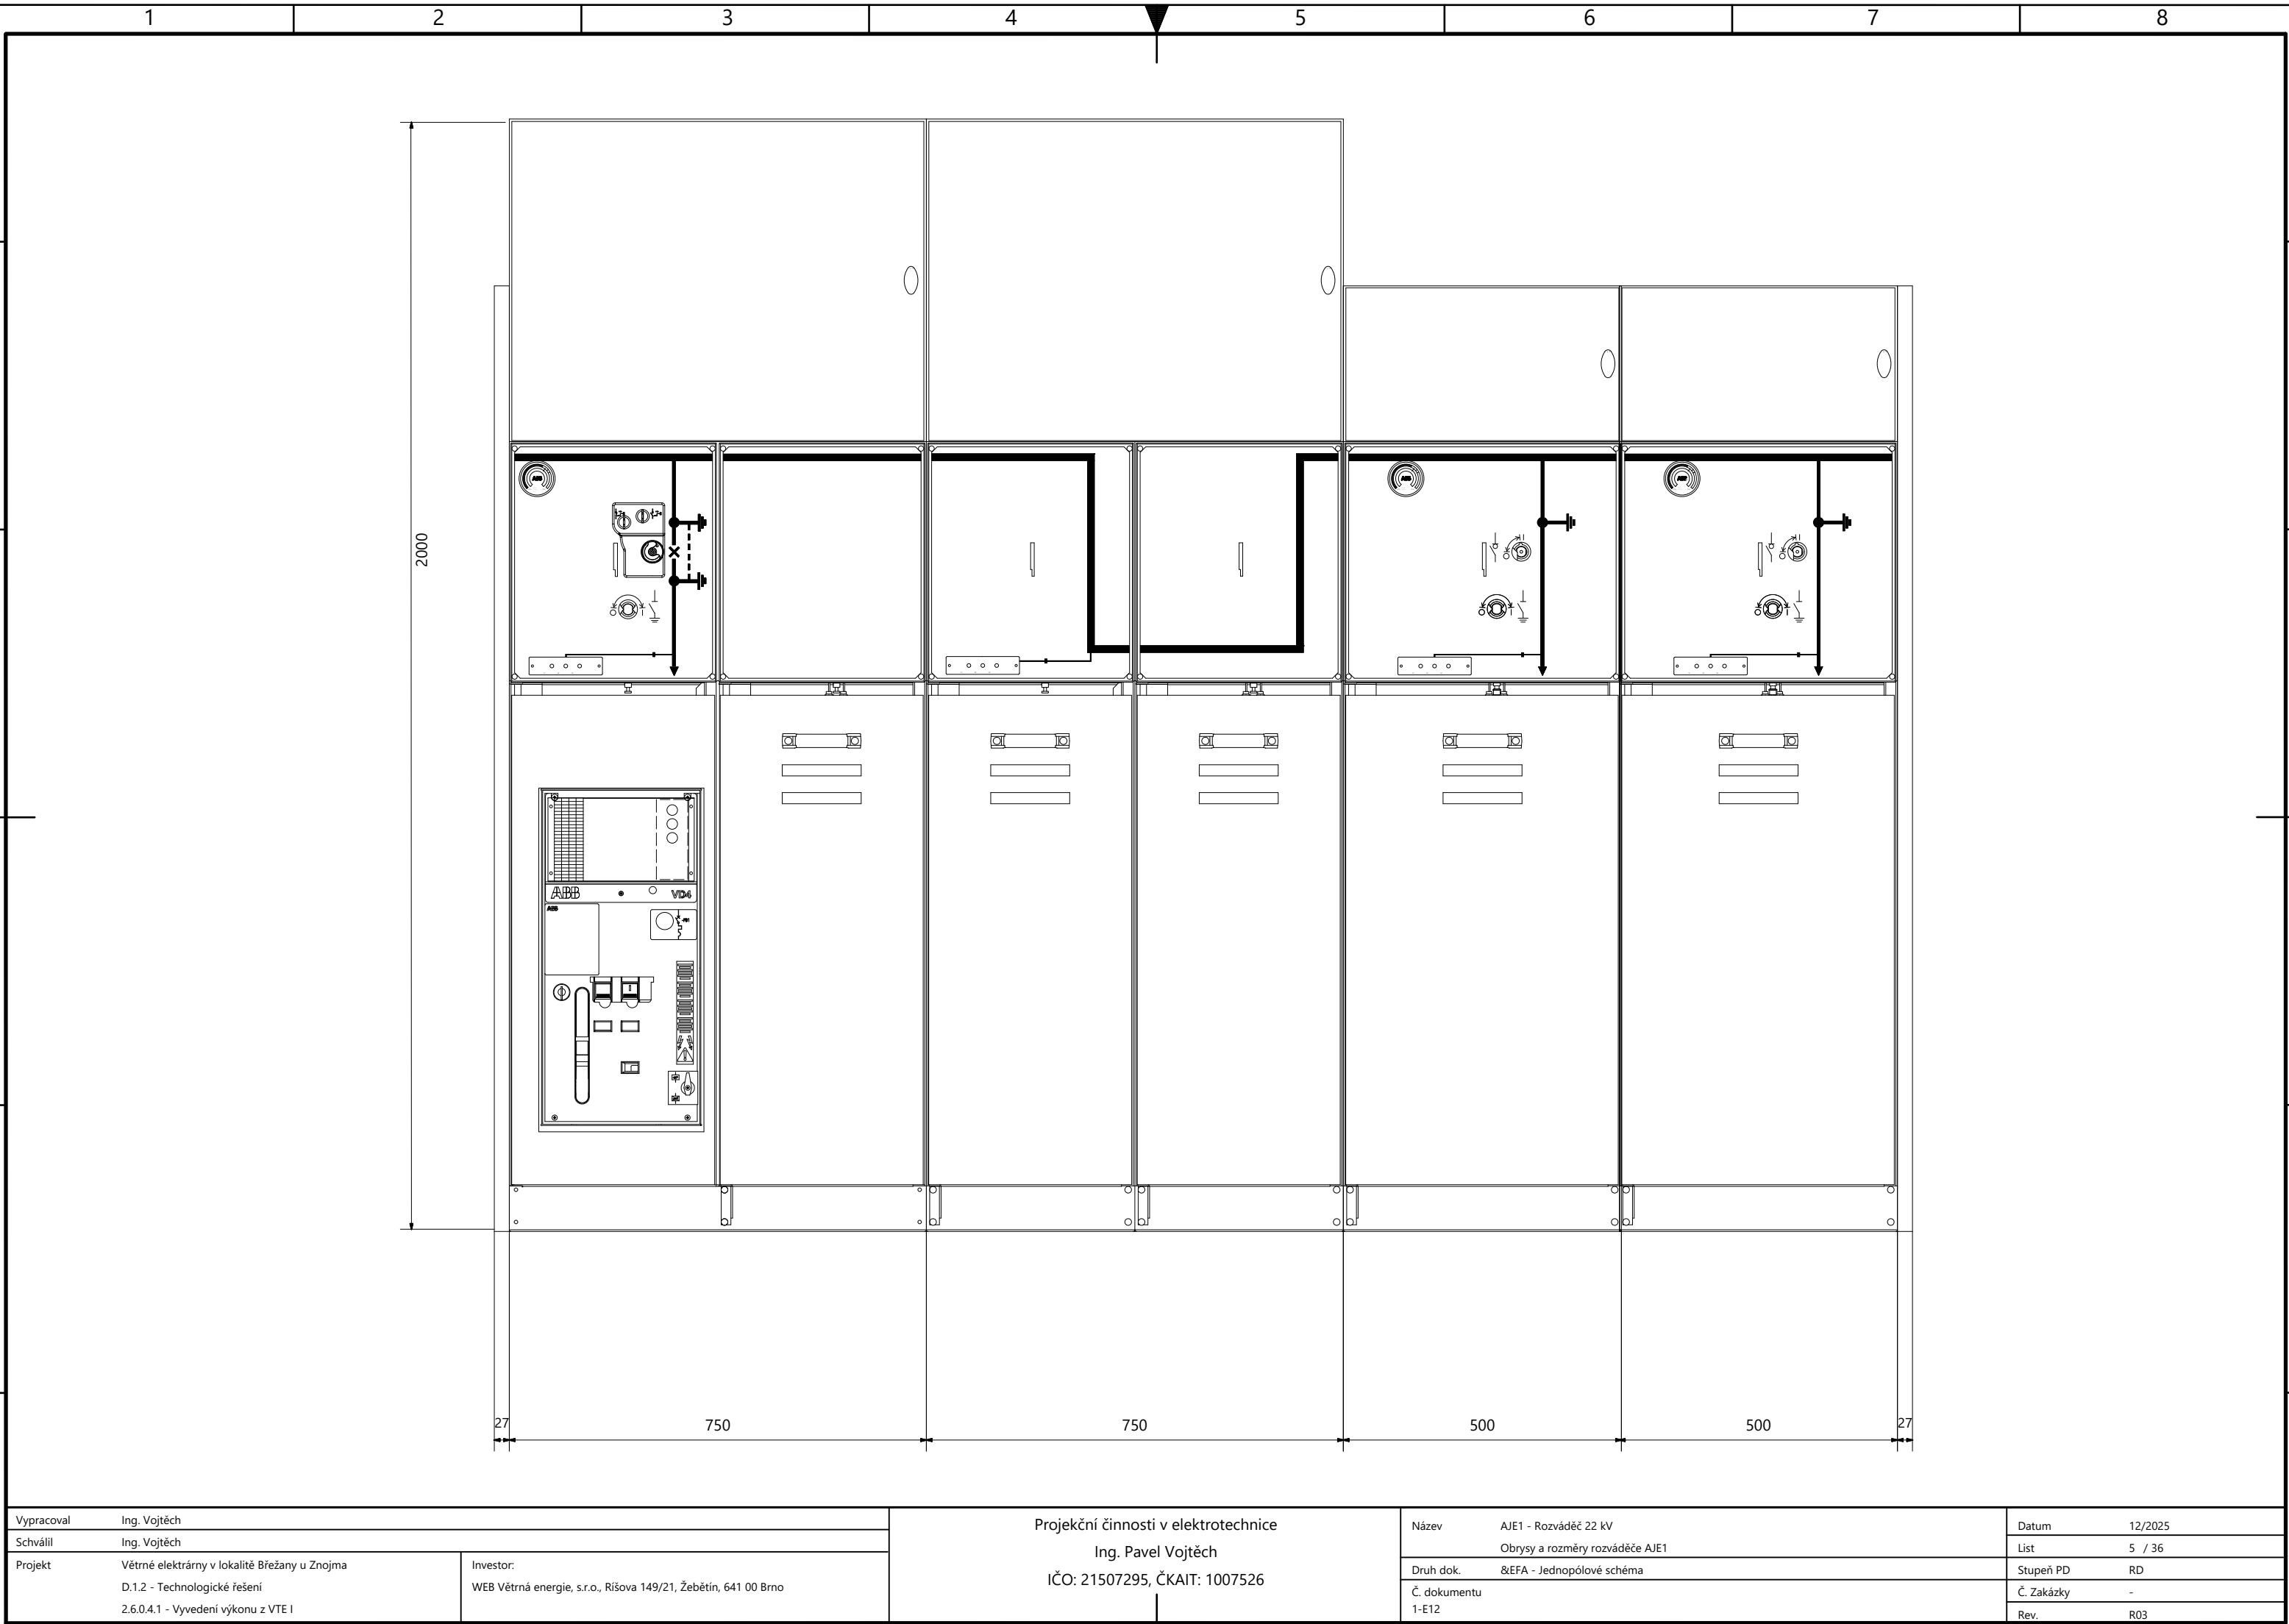 1 2 3 4 5 6 7 8
2000
ABB VD4
ABB
27 750 750 500 500 27
Vypracoval Ing. Vojtěch
Schválil Ing. Vojtěch
Projekt Větrné elektrárny v lokalitě Břežany u Znojma
D.1.2 - Technologické řešení
2.6.0.4.1 - Vyvedení výkonu z VTE I
Investor:
WEB Větrná energie, s.r.o., Ríšova 149/21, Žebětín, 641 00 Brno
Projekční činnosti v elektrotechnice
Ing. Pavel Vojtěch
IČO: 21507295, ČKAIT: 1007526
Název AJE1 - Rozváděč 22 kV
Obrysy a rozměry rozváděče AJE1
Druh dok. &EFA - Jednopólové schéma
Č. dokumentu
1-E12
Datum 12/2025
List 5 / 36
Stupeň PD RD
Č. Zakázky -
Rev. R03